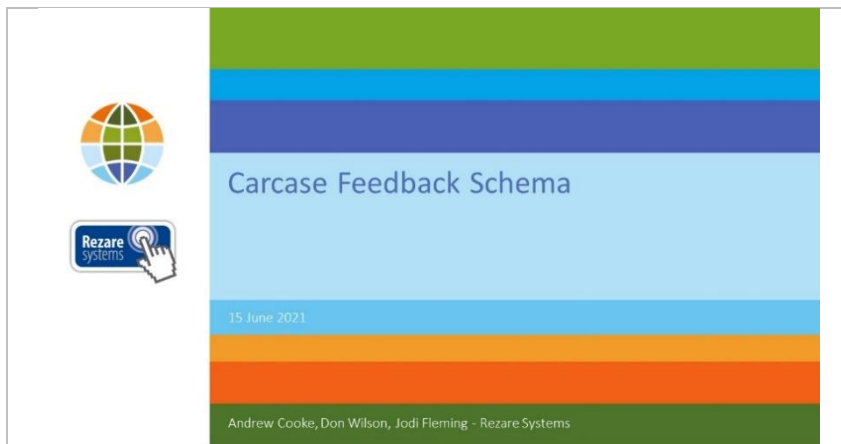 Rezare
systems
Carcase Feedback Schema
15 June 2021
Andrew Cooke, Don Wilson, Jodi Fleming - Rezare Systems